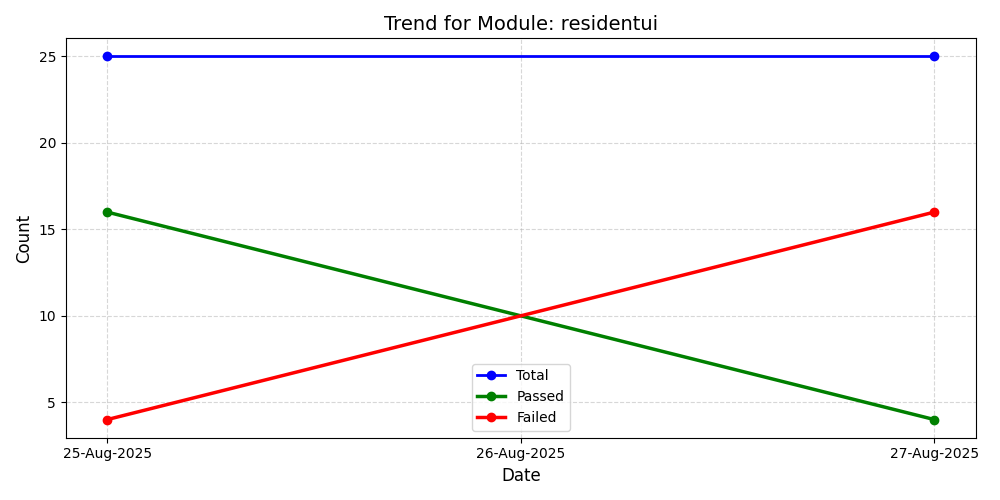 Trend for Module: residentui
25
20
15
10
5
Count
Total
Passed
Failed
25-Aug-2025
26-Aug-2025
27-Aug-2025
Date